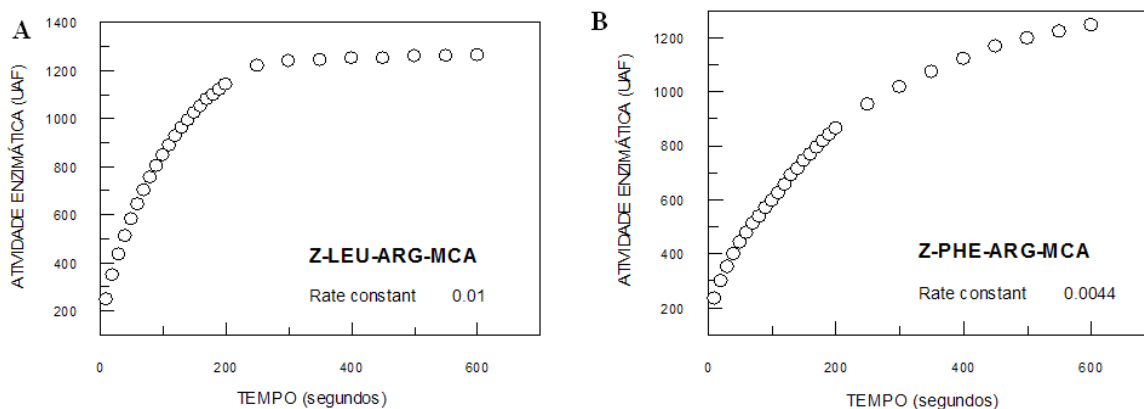 A
ATIVIDADE ENZIMÁTICA (UAF)
1400
1200
1000
800
600
400
200
Z-LEU-ARG-MCA
Rate constant 0.01
0 200 400 600
TEMPO (segundos)
B
ATIVIDADE ENZIMÁTICA (UAF)
1200
1000
800
600
400
200
Z-PHE-ARG-MCA
Rate constant 0.0044
0 200 400 600
TEMPO (segundos)